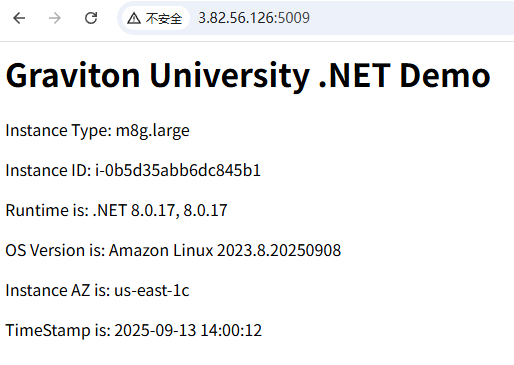 不安全 3.82.56.126:5009
Graviton University .NET Demo
Instance Type: m8g.large
Instance ID: i-0b5d35abb6dc845b1
Runtime is: .NET 8.0.17, 8.0.17
OS Version is: Amazon Linux 2023.8.20250908
Instance AZ is: us-east-1c
TimeStamp is: 2025-09-13 14:00:12